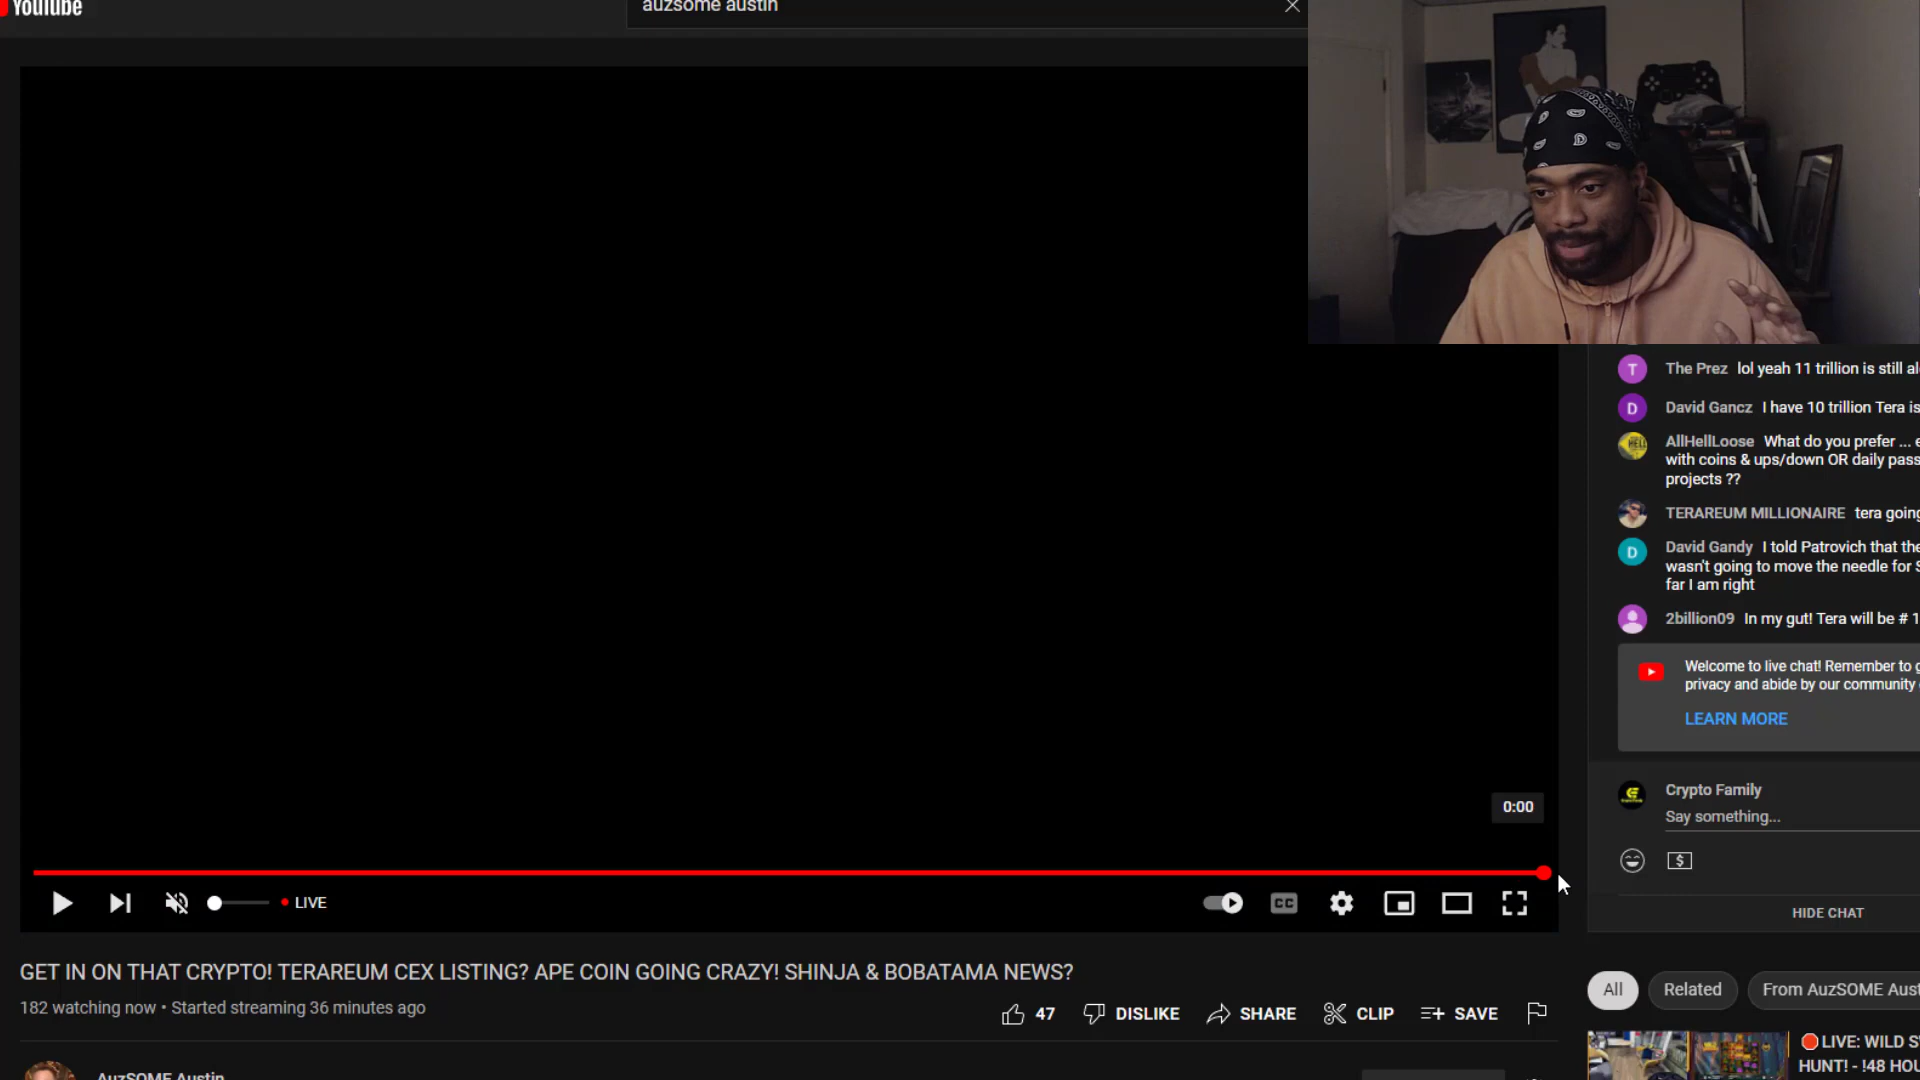 YouTube
auzsome austin
The Prez lol yeah 11 trillion is still
David Gancz I have 10 trillion Tera
AllHellLoose What do you prefer ...
with coins & ups/down OR daily
projects ??
TERAREUM MILLIONAIRE tera going
David Gandy I told Patrovich that
wasn't going to move the needle for
far I am right
2billion09 In my gut! Tera will be # 1
Welcome to live chat! Remember to
privacy and abide by our community
LEARN MORE
0:00
Crypto Family
Say something...
LIVE
CC
HIDE CHAT
GET IN ON THAT CRYPTO! TERAREUM CEX LISTING? APE COIN GOING CRAZY! SHINJA & BOBATAMA NEWS?
182 watching now • Started streaming 36 minutes ago
47 DISLIKE SHARE CLIP SAVE
All Related From AuzSOME
LIVE: WILD
HUNT! - !48
AuzSOME Austin